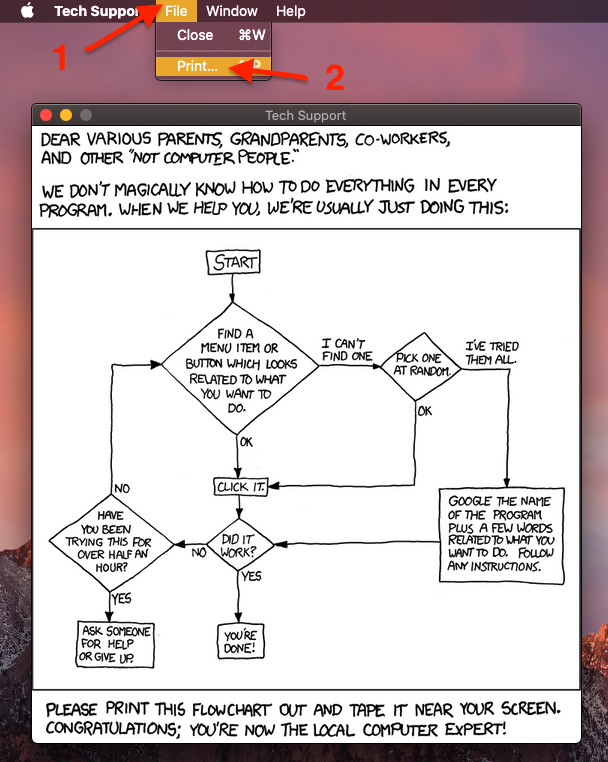 Tech Support File Window Help
Close ⌘W
Print... P
1
2
Tech Support
DEAR VARIOUS PARENTS, GRANDPARENTS, CO-WORKERS,
AND OTHER "NOT COMPUTER PEOPLE."
WE DON'T MAGICALLY KNOW HOW TO DO EVERYTHING IN EVERY
PROGRAM. WHEN WE HELP YOU, WE'RE USUALLY JUST DOING THIS:
START
FIND A
MENU ITEM OR
BUTTON WHICH LOOKS
RELATED TO WHAT
YOU WANT TO
DO.
I CAN'T
FIND ONE
PICK ONE
AT RANDOM.
I'VE TRIED
THEM ALL.
OK
OK
CLICK IT.
GOOGLE THE NAME
OF THE PROGRAM
PLUS A FEW WORDS
RELATED TO WHAT YOU
WANT TO DO. FOLLOW
ANY INSTRUCTIONS.
DID IT
WORK?
NO
YES
HAVE
YOU BEEN
TRYING THIS FOR
OVER HALF AN
HOUR?
NO
YES
ASK SOMEONE
FOR HELP
OR GIVE UP.
YOU'RE
DONE!
PLEASE PRINT THIS FLOWCHART OUT AND TAPE IT NEAR YOUR SCREEN.
CONGRATULATIONS; YOU'RE NOW THE LOCAL COMPUTER EXPERT!